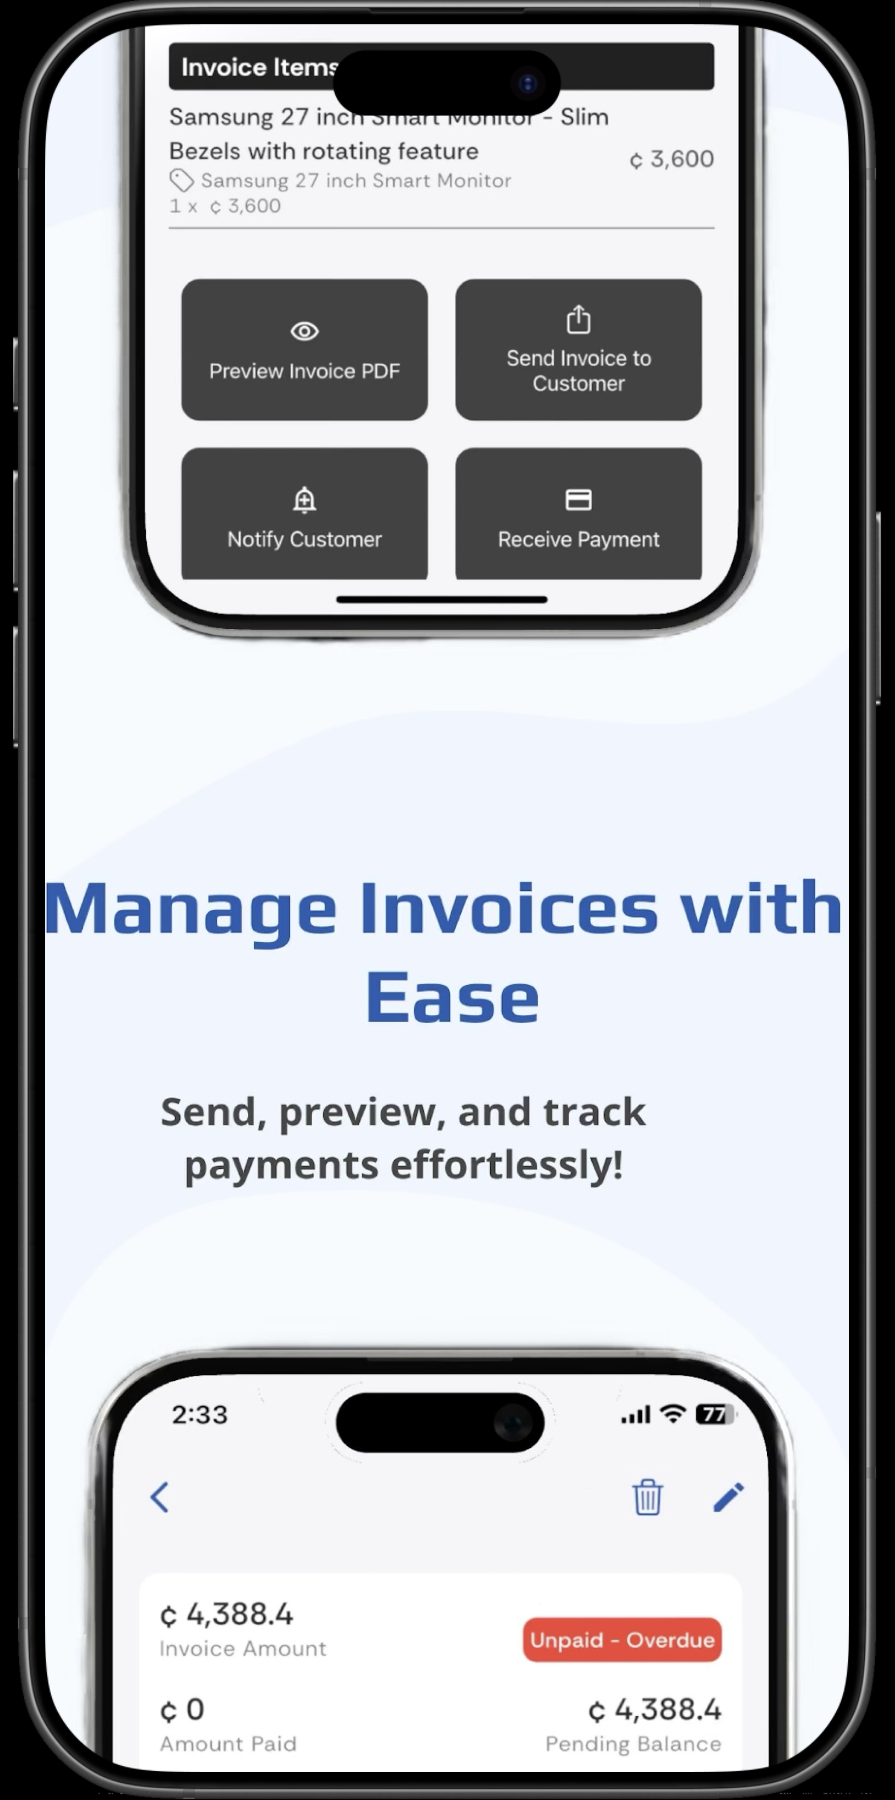 Invoice Items
Samsung 27 inch Smart Monitor - Slim
Bezels with rotating feature
₵ 3,600
Samsung 27 inch Smart Monitor
1 x ₵ 3,600
Preview Invoice PDF
Send Invoice to
Customer
Notify Customer
Receive Payment
Manage Invoices with
Ease
Send, preview, and track
payments effortlessly!
2:33
77
₵ 4,388.4
Invoice Amount
Unpaid - Overdue
₵ 0
₵ 4,388.4
Amount Paid
Pending Balance